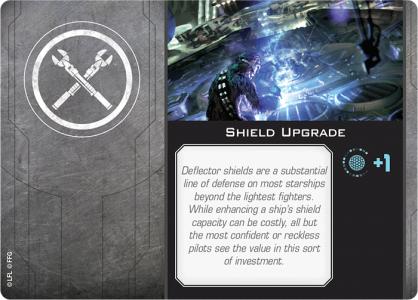 SHIELD UPGRADE
+1
Deflector shields are a substantial
line of defense on most starships
beyond the lightest fighters.
While enhancing a ship's shield
capacity can be costly, all but
the most confident or reckless
pilots see the value in this sort
of investment.
© LFL © FFG